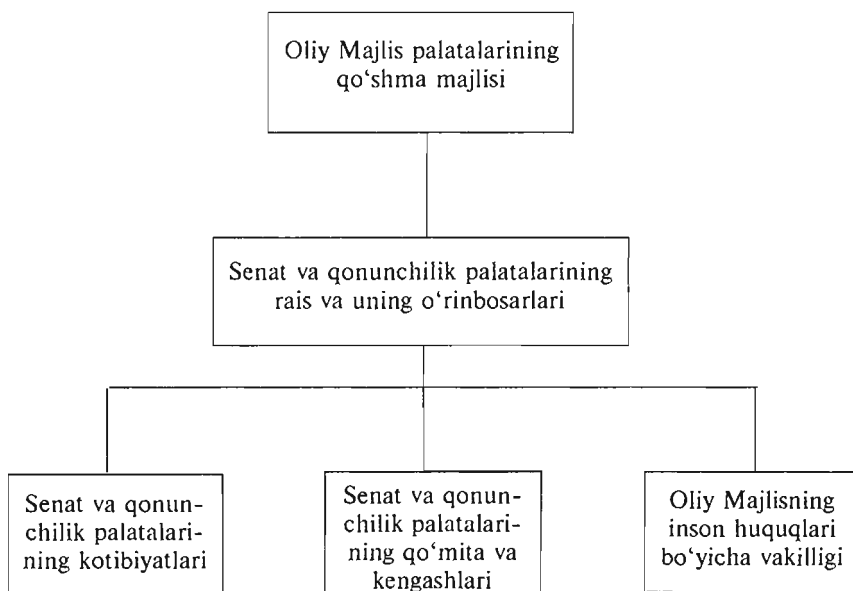 Oliy Majlis palatalarining
qo‘shma majlisi
Senat va qonunchilik palatalarining
rais va uning o‘rinbosarlari
Senat va qonun-
chilik palatalari-
ning kotibiyatlari
Senat va qonun-
chilik palatalari-
ning qo‘mita va
kengashlari
Oliy Majlisning
inson huquqlari
bo‘yicha vakilligi